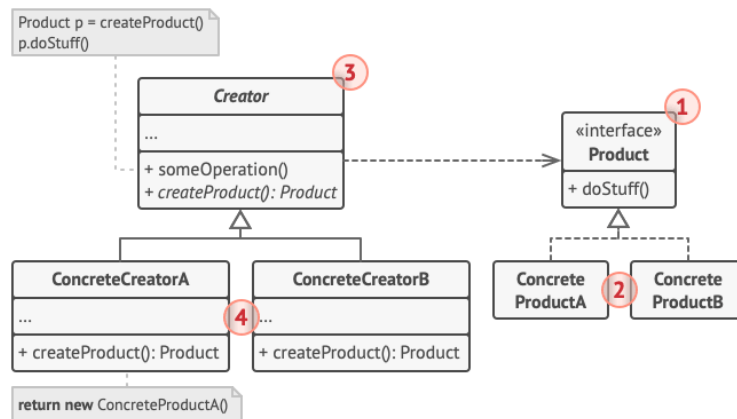 Product p = createProduct()
p.doStuff()
3
Creator
...
+ someOperation()
+ createProduct(): Product
1
«interface»
Product
+ doStuff()
ConcreteCreatorA
...
+ createProduct(): Product
4
ConcreteCreatorB
...
+ createProduct(): Product
Concrete
ProductA
2
Concrete
ProductB
return new ConcreteProductA()